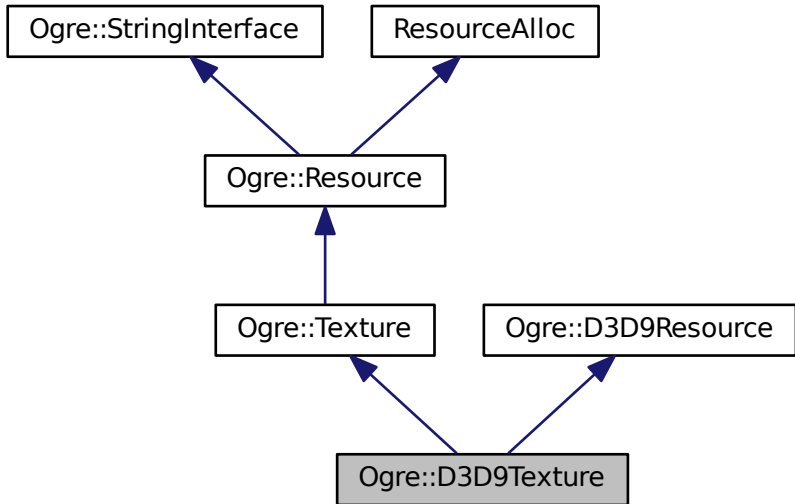 Ogre::StringInterface
ResourceAlloc
Ogre::Resource
Ogre::Texture
Ogre::D3D9Resource
Ogre::D3D9Texture